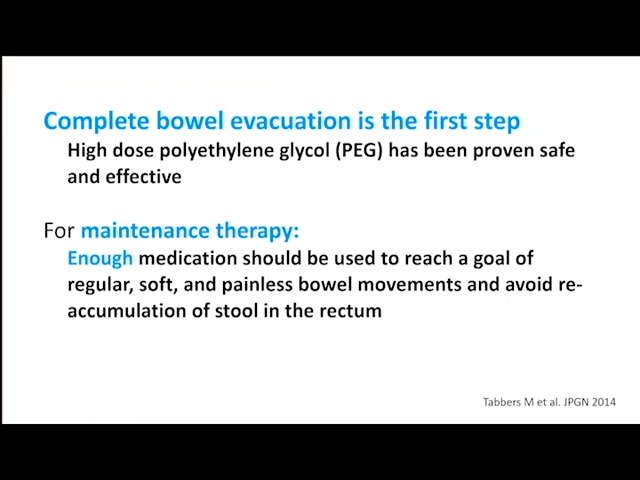 Complete bowel evacuation is the first step
High dose polyethylene glycol (PEG) has been proven safe
and effective
For maintenance therapy:
Enough medication should be used to reach a goal of
regular, soft, and painless bowel movements and avoid re-
accumulation of stool in the rectum
Tabbers M et al. JPGN 2014